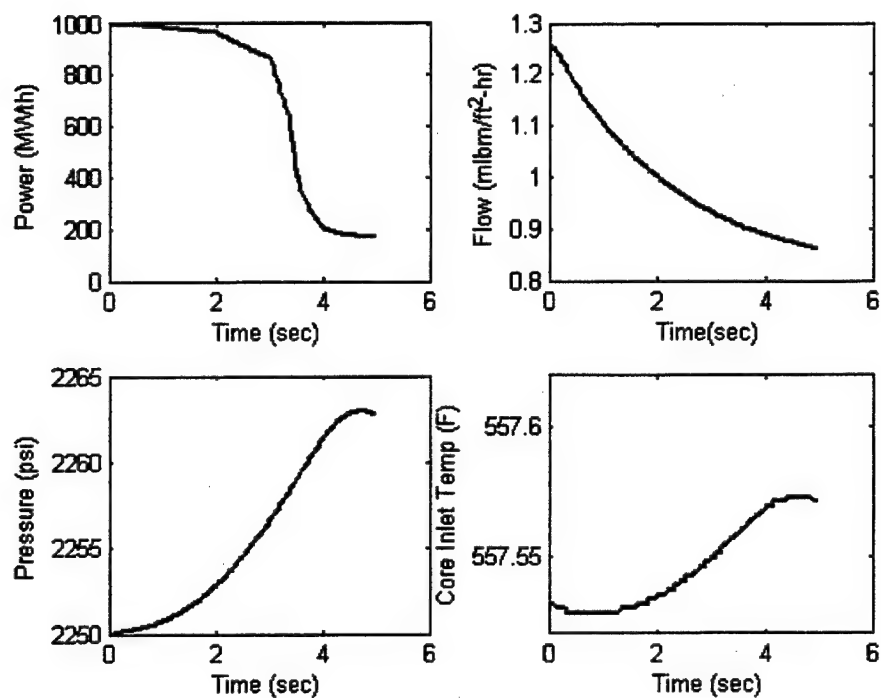 1000
800
600
400
200
0
Power (MWth)
0 2 4 6
Time (sec)
1.3
1.2
1.1
1
0.9
0.8
Flow (mlbm/ft²-hr)
0 2 4 6
Time(sec)
2265
2260
2255
2250
Pressure (psi)
0 2 4 6
Time (sec)
557.6
557.55
Core Inlet Temp (F)
0 2 4 6
Time (sec)